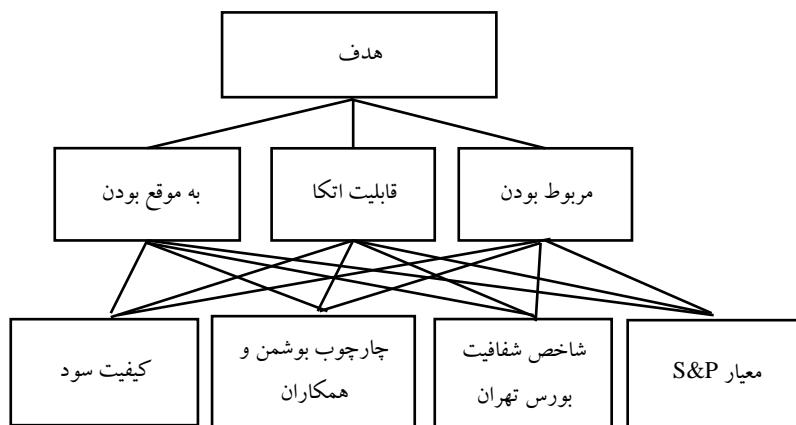 هدف
مربوط بودن
قابلیت اتکا
به موقع بودن
معیار S&P
شاخص شفافیت
بورس تهران
چارچوب بوشمن و
همکاران
کیفیت سود